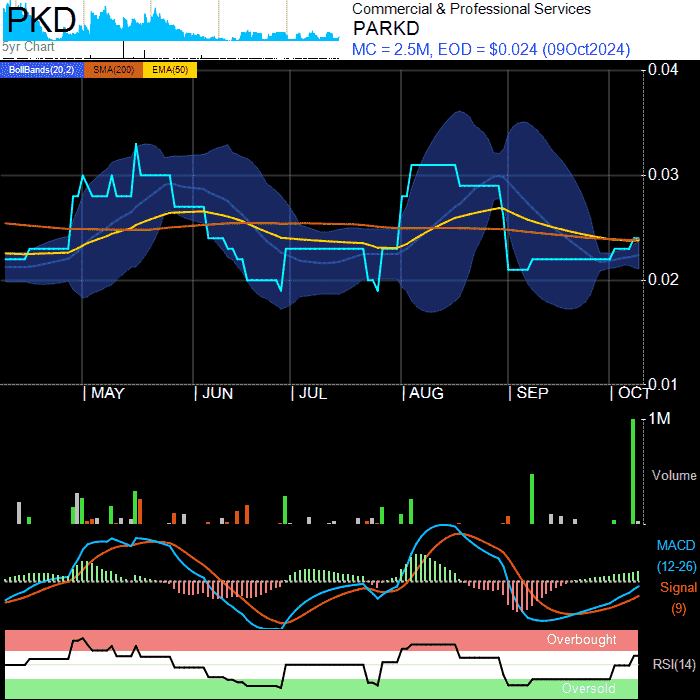 PKD
5yr Chart
Commercial & Professional Services
PARKD
MC = 2.5M, EOD = $0.024 (09Oct2024)
BollBands(20,2) SMA(200) EMA(50)
0.04
0.03
0.02
0.01
MAY JUN JUL AUG SEP OCT
1M
Volume
MACD
(12-26)
Signal
(9)
Overbought
RSI(14)
Oversold